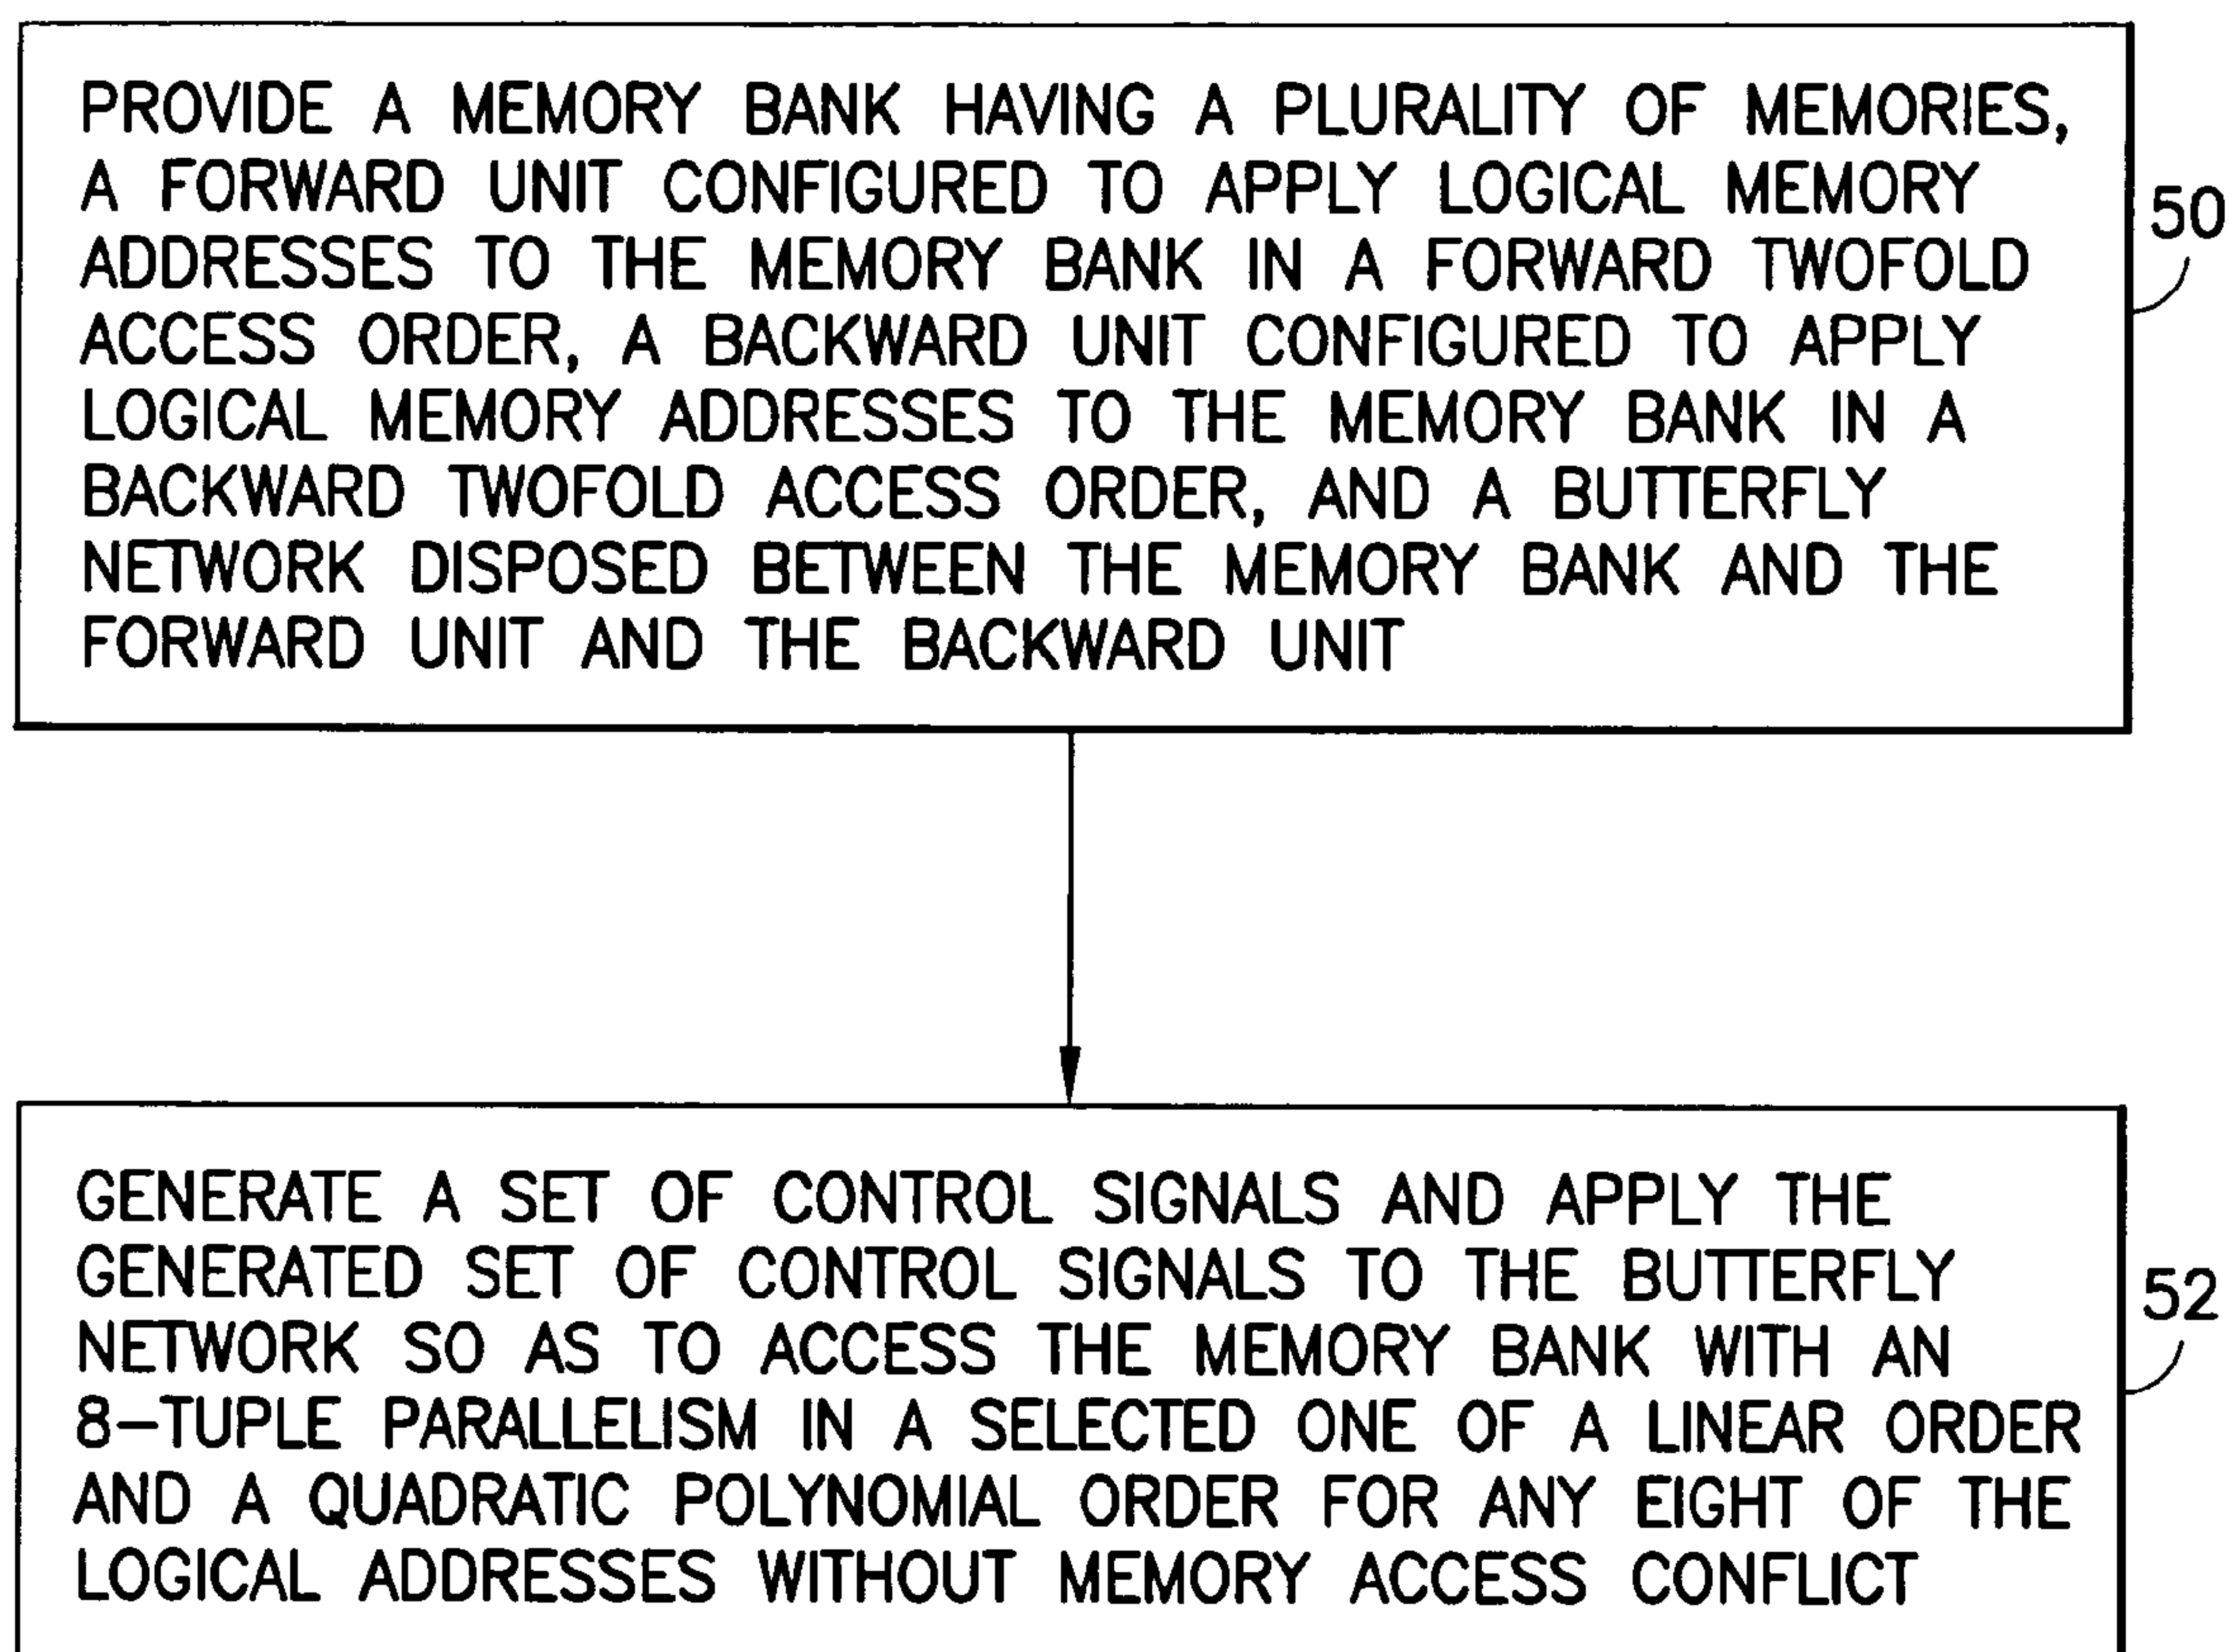 PROVIDE A MEMORY BANK HAVING A PLURALITY OF MEMORIES,
A FORWARD UNIT CONFIGURED TO APPLY LOGICAL MEMORY
ADDRESSES TO THE MEMORY BANK IN A FORWARD TWOFOLD
ACCESS ORDER, A BACKWARD UNIT CONFIGURED TO APPLY
LOGICAL MEMORY ADDRESSES TO THE MEMORY BANK IN A
BACKWARD TWOFOLD ACCESS ORDER, AND A BUTTERFLY
NETWORK DISPOSED BETWEEN THE MEMORY BANK AND THE
FORWARD UNIT AND THE BACKWARD UNIT
50
GENERATE A SET OF CONTROL SIGNALS AND APPLY THE
GENERATED SET OF CONTROL SIGNALS TO THE BUTTERFLY
NETWORK SO AS TO ACCESS THE MEMORY BANK WITH AN
8–TUPLE PARALLELISM IN A SELECTED ONE OF A LINEAR ORDER
AND A QUADRATIC POLYNOMIAL ORDER FOR ANY EIGHT OF THE
LOGICAL ADDRESSES WITHOUT MEMORY ACCESS CONFLICT
52